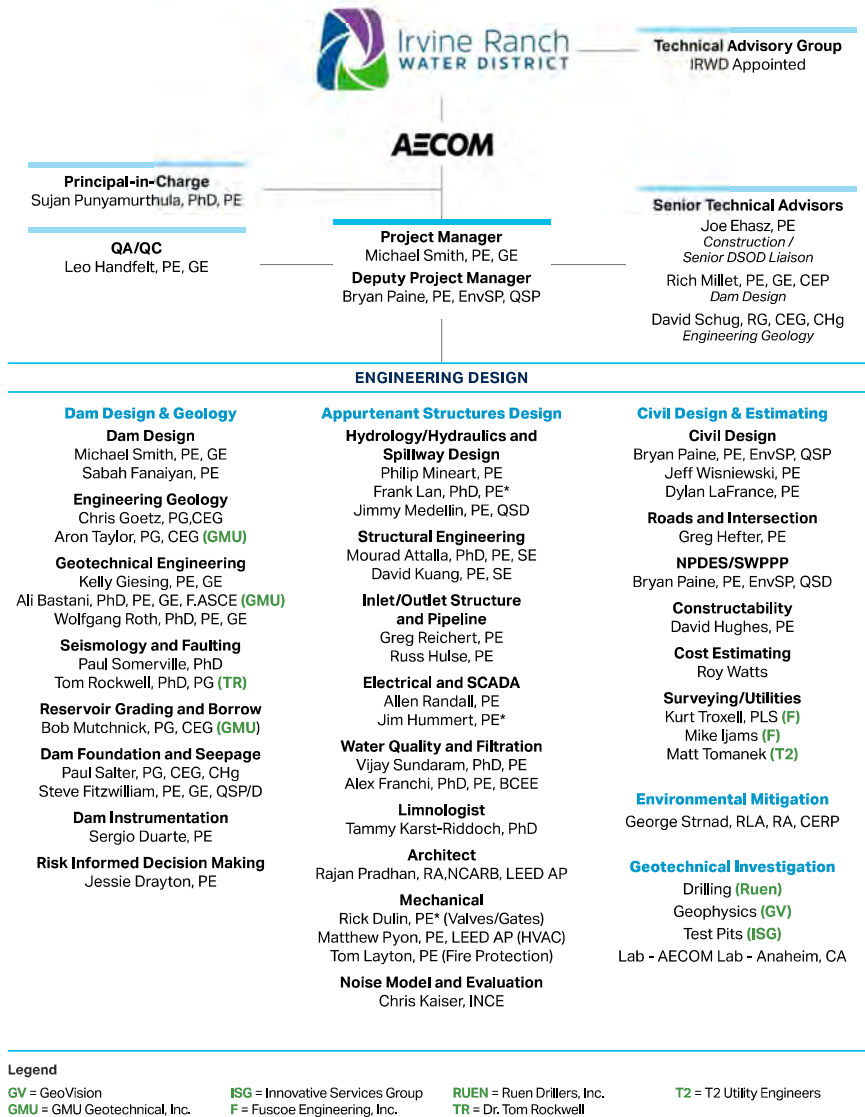 Irvine Ranch
WATER DISTRICT
Technical Advisory Group
IRWD Appointed
AECOM
Principal-in-Charge
Sujan Punyamurthula, PhD, PE
QA/QC
Leo Handfelt, PE, GE
Project Manager
Michael Smith, PE, GE
Deputy Project Manager
Bryan Paine, PE, EnvSP, QSP
Senior Technical Advisors
Joe Ehasz, PE
Construction /
Senior DSOD Liaison
Rich Millet, PE, GE, CEP
Dam Design
David Schug, RG, CEG, CHg
Engineering Geology
ENGINEERING DESIGN
Dam Design & Geology
Dam Design
Michael Smith, PE, GE
Sabah Fanaiyan, PE
Engineering Geology
Chris Goetz, PG,CEG
Aron Taylor, PG, CEG (GMU)
Geotechnical Engineering
Kelly Giesing, PE, GE
Ali Bastani, PhD, PE, GE, F.ASCE (GMU)
Wolfgang Roth, PhD, PE, GE
Seismology and Faulting
Paul Somerville, PhD
Tom Rockwell, PhD, PG (TR)
Reservoir Grading and Borrow
Bob Mutchnick, PG, CEG (GMU)
Dam Foundation and Seepage
Paul Salter, PG, CEG, CHg
Steve Fitzwilliam, PE, GE, QSP/D
Dam Instrumentation
Sergio Duarte, PE
Risk Informed Decision Making
Jessie Drayton, PE
Appurtenant Structures Design
Hydrology/Hydraulics and
Spillway Design
Philip Mineart, PE
Frank Lan, PhD, PE*
Jimmy Medellin, PE, QSD
Structural Engineering
Mourad Attalla, PhD, PE, SE
David Kuang, PE, SE
Inlet/Outlet Structure
and Pipeline
Greg Reichert, PE
Russ Hulse, PE
Electrical and SCADA
Allen Randall, PE
Jim Hummert, PE*
Water Quality and Filtration
Vijay Sundaram, PhD, PE
Alex Franchi, PhD, PE, BCEE
Limnologist
Tammy Karst-Riddoch, PhD
Architect
Rajan Pradhan, RA,NCARB, LEED AP
Mechanical
Rick Dulin, PE* (Valves/Gates)
Matthew Pyon, PE, LEED AP (HVAC)
Tom Layton, PE (Fire Protection)
Noise Model and Evaluation
Chris Kaiser, INCE
Civil Design & Estimating
Civil Design
Bryan Paine, PE, EnvSP, QSP
Jeff Wisniewski, PE
Dylan LaFrance, PE
Roads and Intersection
Greg Hefter, PE
NPDES/SWPPP
Bryan Paine, PE, EnvSP, QSD
Constructability
David Hughes, PE
Cost Estimating
Roy Watts
Surveying/Utilities
Kurt Troxell, PLS (F)
Mike Ijams (F)
Matt Tomanek (T2)
Environmental Mitigation
George Strnad, RLA, RA, CERP
Geotechnical Investigation
Drilling (Ruen)
Geophysics (GV)
Test Pits (ISG)
Lab - AECOM Lab - Anaheim, CA
Legend
GV = GeoVision
GMU = GMU Geotechnical, Inc.
ISG = Innovative Services Group
F = Fuscoe Engineering, Inc.
RUEN = Ruen Drillers, Inc.
TR = Dr. Tom Rockwell
T2 = T2 Utility Engineers